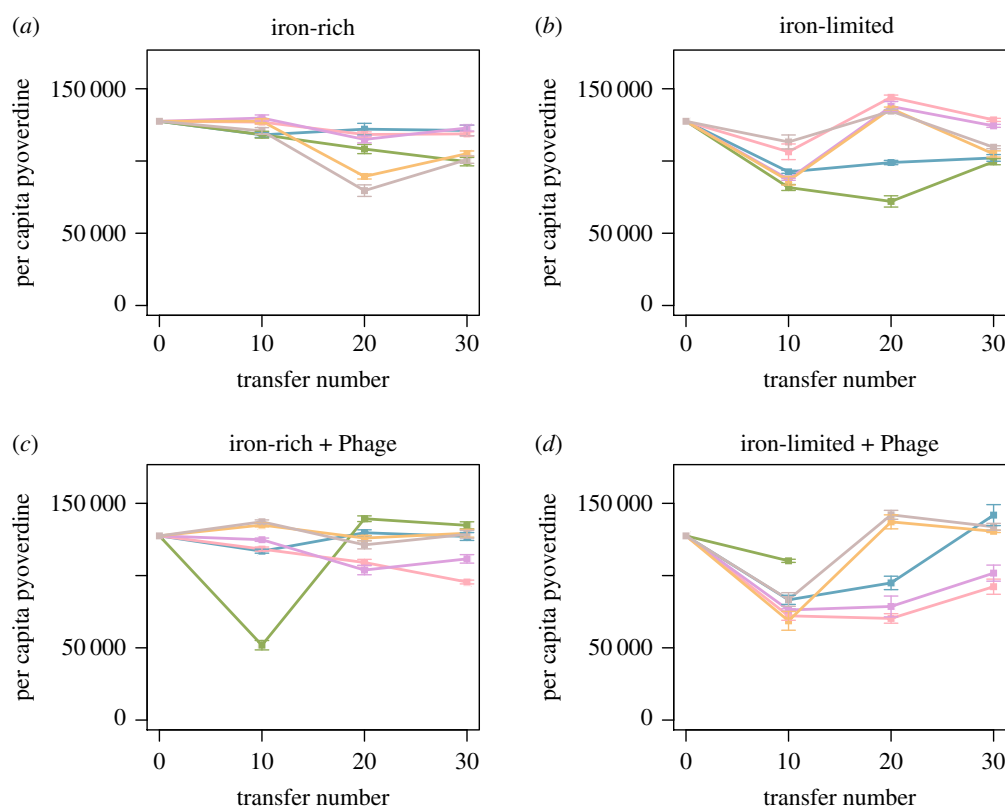 (a) iron-rich
per capita pyoverdine
150 000
50 000
0
0 10 20 30
transfer number
(b) iron-limited
per capita pyoverdine
150 000
50 000
0
0 10 20 30
transfer number
(c) iron-rich + Phage
per capita pyoverdine
150 000
50 000
0
0 10 20 30
transfer number
(d) iron-limited + Phage
per capita pyoverdine
150 000
50 000
0
0 10 20 30
transfer number